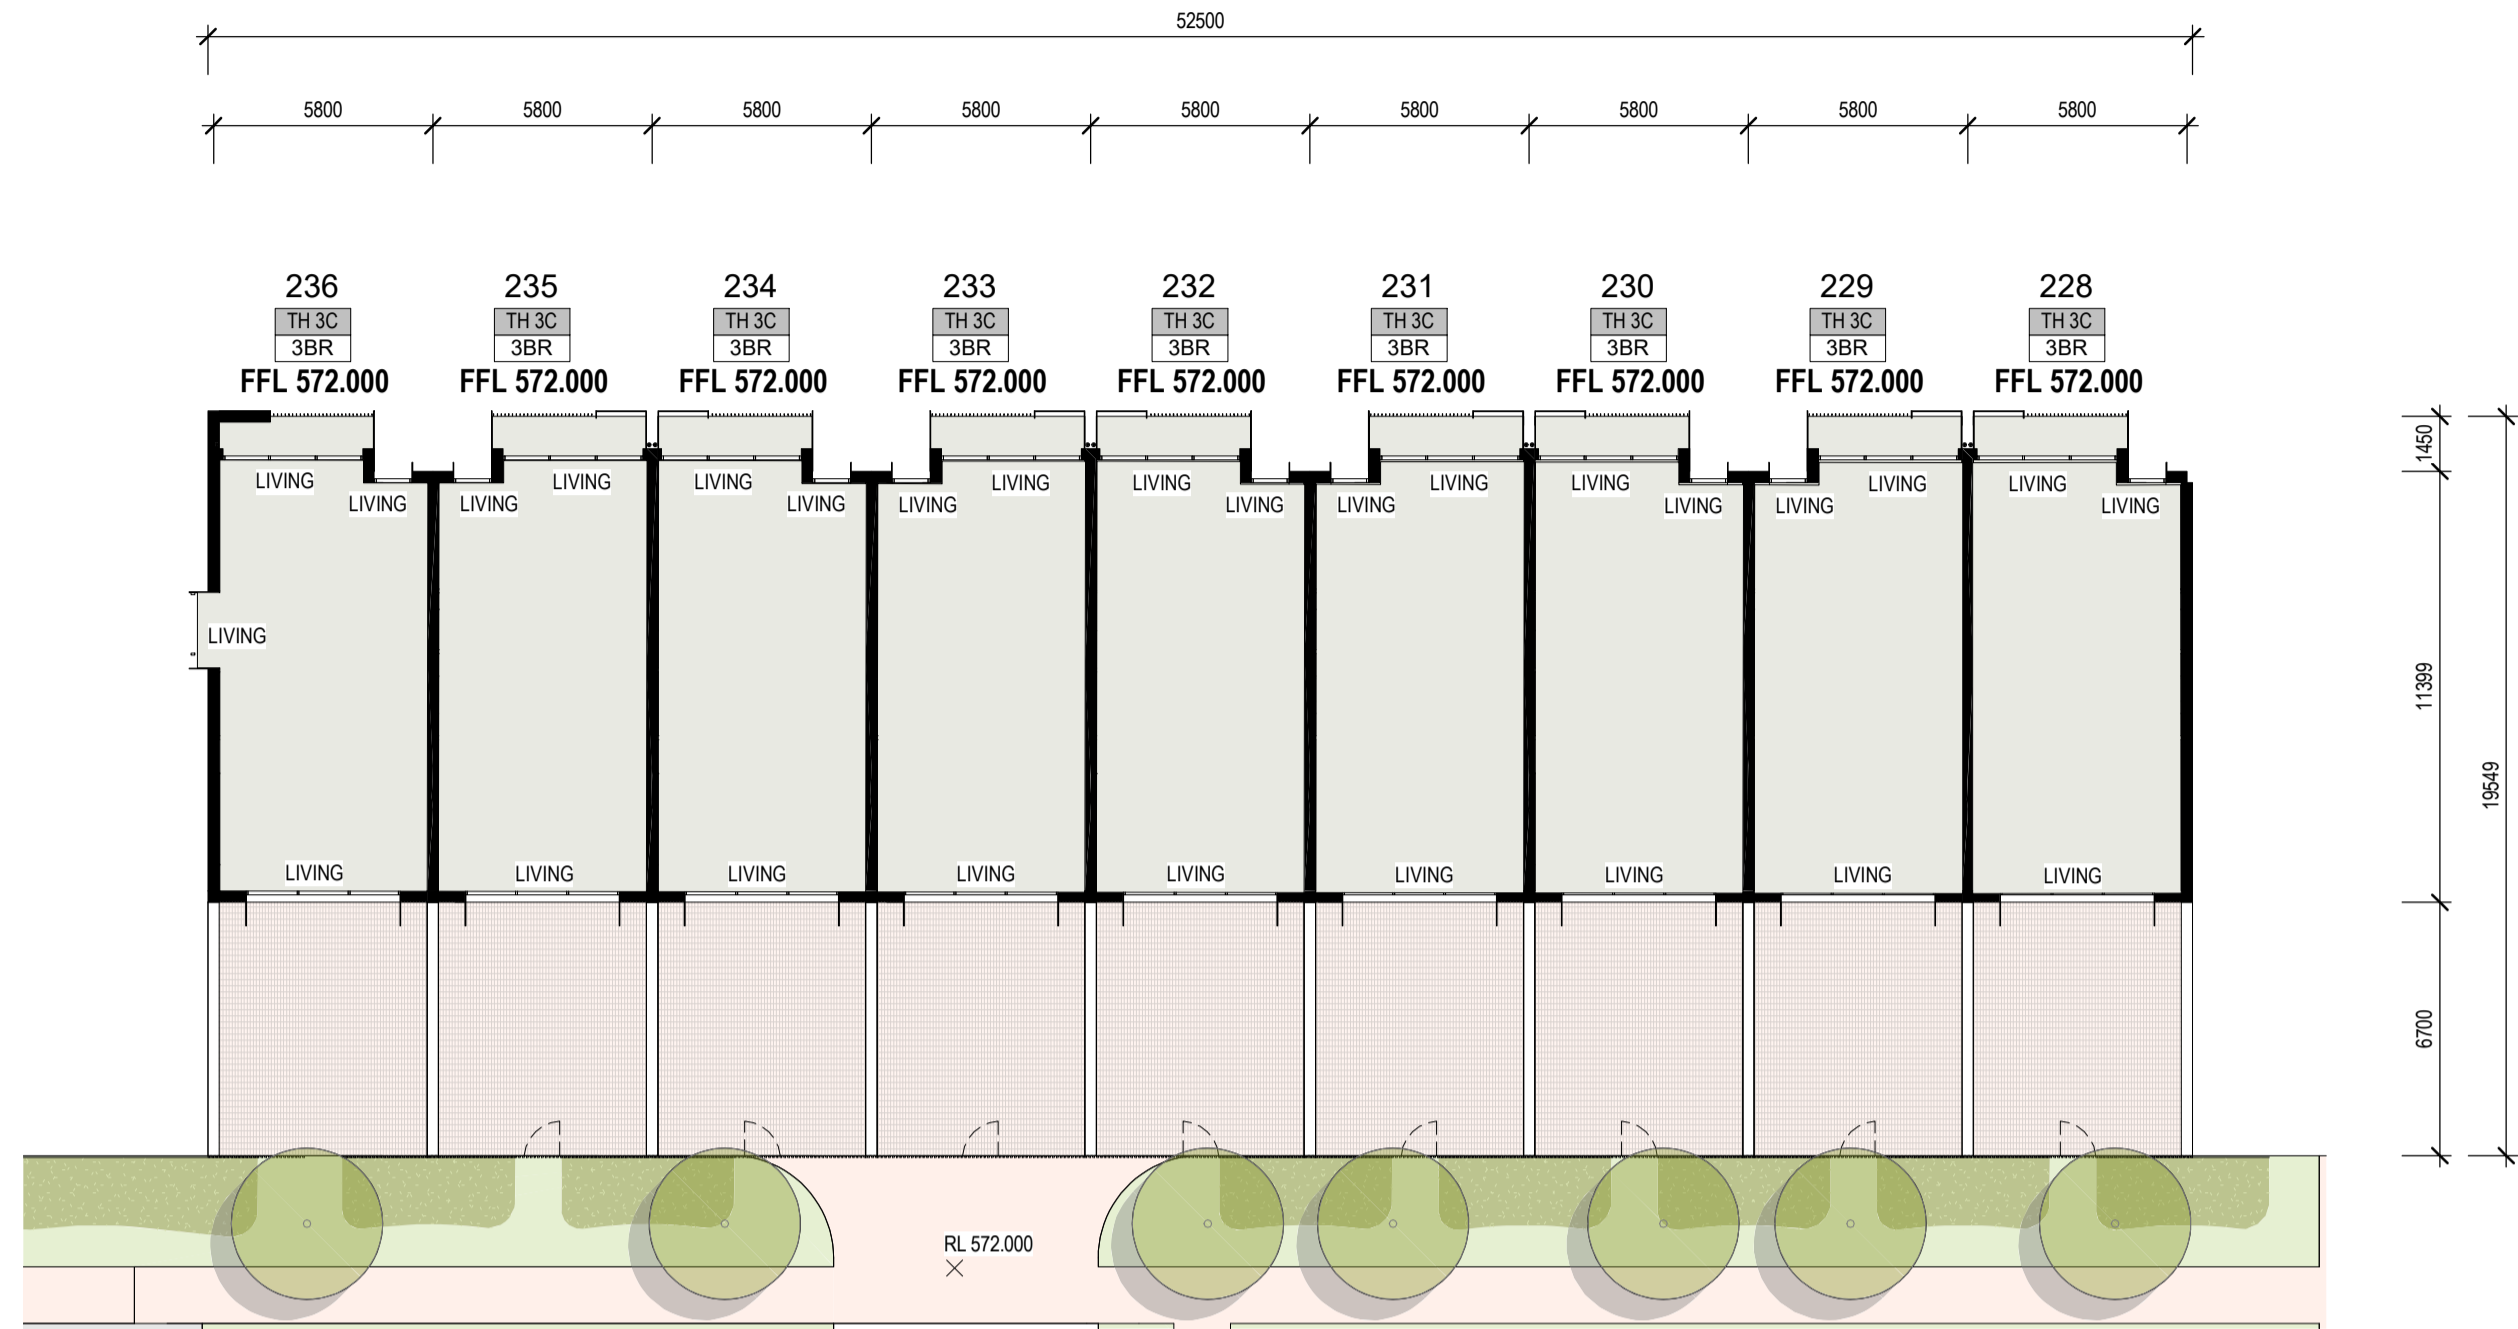 52500
5800 5800 5800 5800 5800 5800 5800 5800 5800
236 235 234 233 232 231 230 229 228
TH 3C TH 3C TH 3C TH 3C TH 3C TH 3C TH 3C TH 3C TH 3C
3BR 3BR 3BR 3BR 3BR 3BR 3BR 3BR 3BR
FFL 572.000 FFL 572.000 FFL 572.000 FFL 572.000 FFL 572.000 FFL 572.000 FFL 572.000 FFL 572.000 FFL 572.000
1450
LIVING LIVING LIVING LIVING LIVING LIVING LIVING LIVING LIVING
LIVING LIVING LIVING LIVING LIVING LIVING LIVING LIVING LIVING
LIVING
11399
19549
LIVING LIVING LIVING LIVING LIVING LIVING LIVING LIVING LIVING
6700
RL 572.000